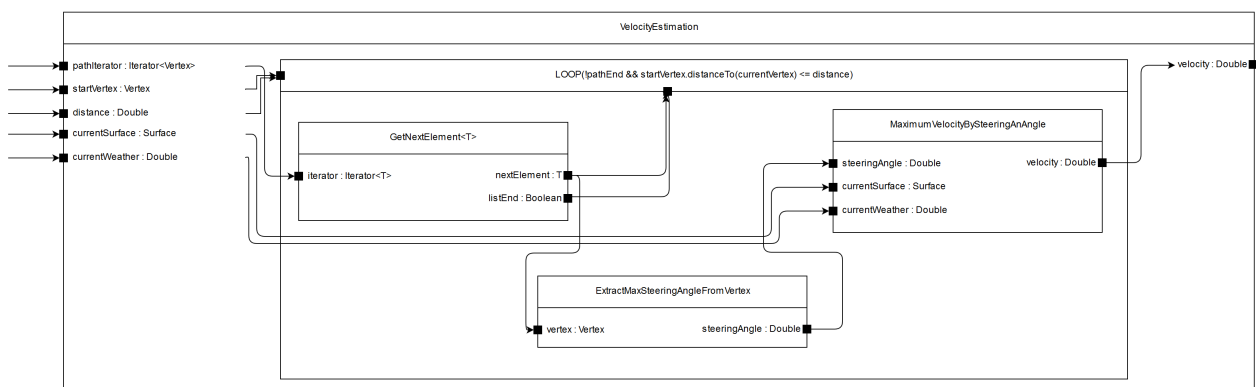 VelocityEstimation
pathIterator : Iterator<Vertex>
startVertex : Vertex
distance : Double
currentSurface : Surface
currentWeather : Double
velocity : Double
LOOP(!pathEnd && startVertex.distanceTo(currentVertex) <= distance)
GetNextElement<T>
iterator : Iterator<T>
nextElement : T
listEnd : Boolean
MaximumVelocityBySteeringAnAngle
steeringAngle : Double
velocity : Double
currentSurface : Surface
currentWeather : Double
ExtractMaxSteeringAngleFromVertex
vertex : Vertex
steeringAngle : Double